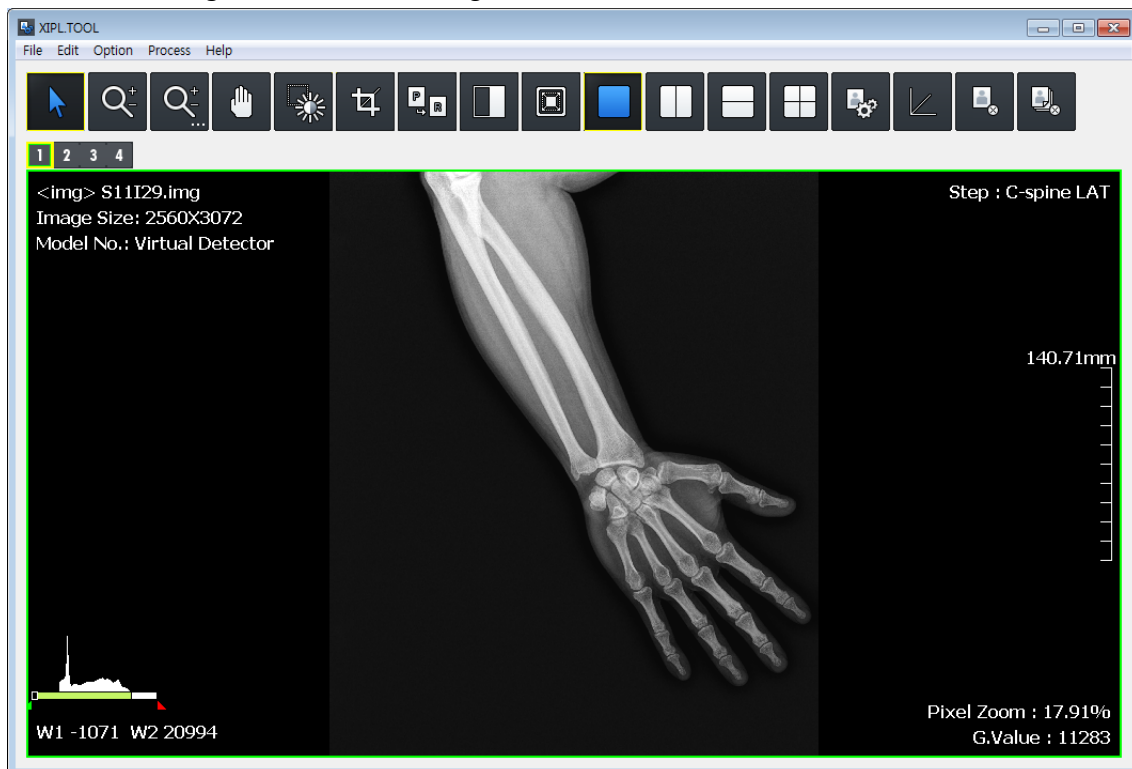 XIPL.TOOL
File Edit Option Process Help
P R
1 2 3 4
<img> S11I29.img
Image Size: 2560X3072
Model No.: Virtual Detector
Step : C-spine LAT
140.71mm
W1 -1071 W2 20994
Pixel Zoom : 17.91%
G.Value : 11283